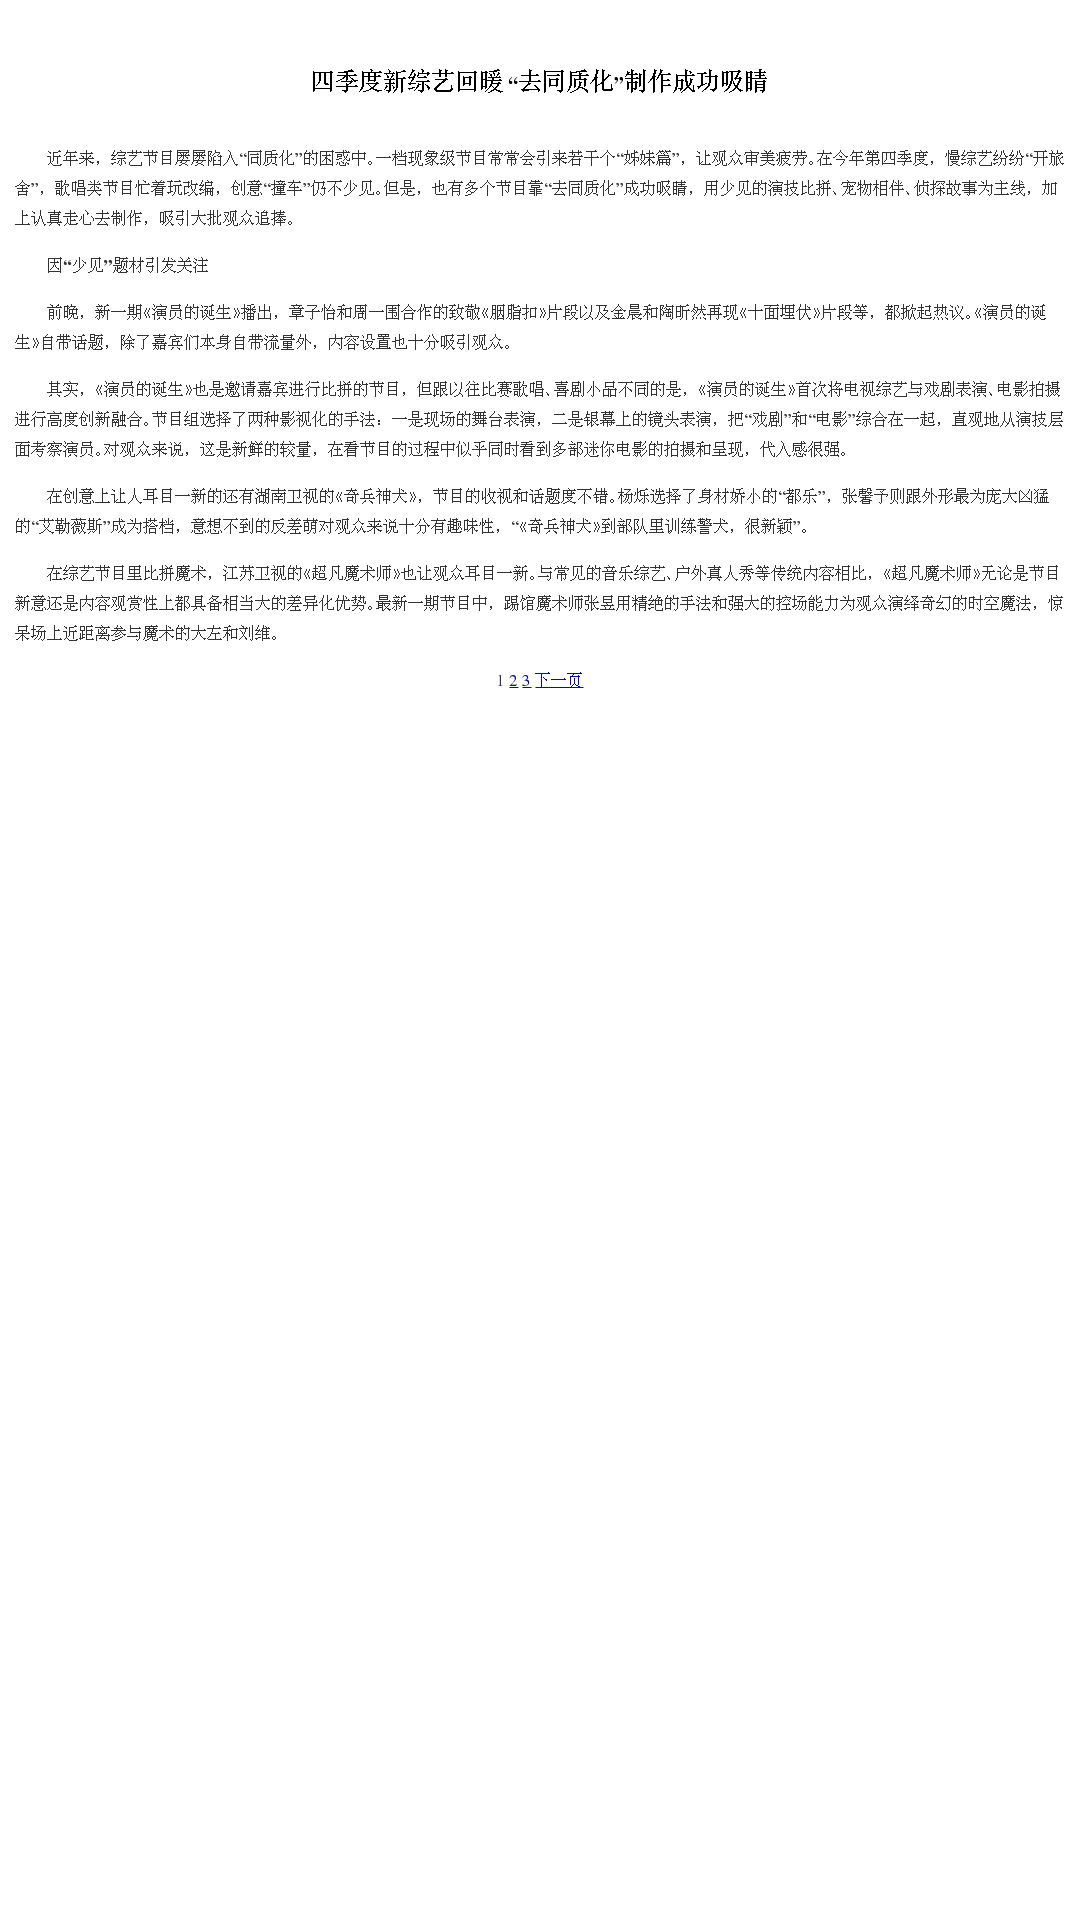 四季度新综艺回暖 “去同质化”制作成功吸睛
近年来，综艺节目屡屡陷入“同质化”的困惑中。一档现象级节目常常会引来若干个“姊妹篇”，让观众审美疲劳。在今年第四季度，慢综艺纷纷“开旅
舍”，歌唱类节目忙着玩改编，创意“撞车”仍不少见。但是，也有多个节目靠“去同质化”成功吸睛，用少见的演技比拼、宠物相伴、侦探故事为主线，加
上认真走心去制作，吸引大批观众追捧。
因“少见”题材引发关注
前晚，新一期《演员的诞生》播出，章子怡和周一围合作的致敬《胭脂扣》片段以及金晨和陶昕然再现《十面埋伏》片段等，都掀起热议。《演员的诞
生》自带话题，除了嘉宾们本身自带流量外，内容设置也十分吸引观众。
其实，《演员的诞生》也是邀请嘉宾进行比拼的节目，但跟以往比赛歌唱、喜剧小品不同的是，《演员的诞生》首次将电视综艺与戏剧表演、电影拍摄
进行高度创新融合。节目组选择了两种影视化的手法：一是现场的舞台表演，二是银幕上的镜头表演，把“戏剧”和“电影”综合在一起，直观地从演技层
面考察演员。对观众来说，这是新鲜的较量，在看节目的过程中似乎同时看到多部迷你电影的拍摄和呈现，代入感很强。
在创意上让人耳目一新的还有湖南卫视的《奇兵神犬》，节目的收视和话题度不错。杨烁选择了身材娇小的“都乐”，张馨予则跟外形最为庞大凶猛
的“艾勒薇斯”成为搭档，意想不到的反差萌对观众来说十分有趣味性，“《奇兵神犬》到部队里训练警犬，很新颖”。
在综艺节目里比拼魔术，江苏卫视的《超凡魔术师》也让观众耳目一新。与常见的音乐综艺、户外真人秀等传统内容相比，《超凡魔术师》无论是节目
新意还是内容观赏性上都具备相当大的差异化优势。最新一期节目中，踢馆魔术师张昱用精绝的手法和强大的控场能力为观众演绎奇幻的时空魔法，惊
呆场上近距离参与魔术的大左和刘维。
1 2 3 下一页